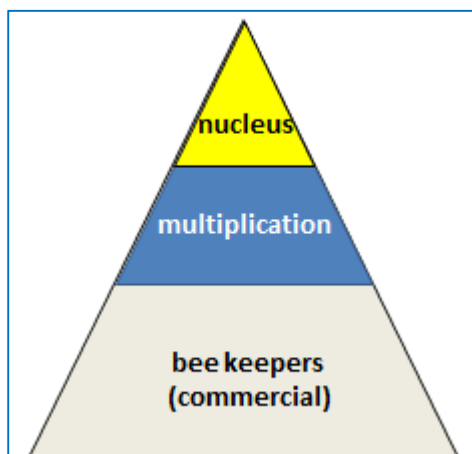 nucleus
multiplication
bee keepers
(commercial)